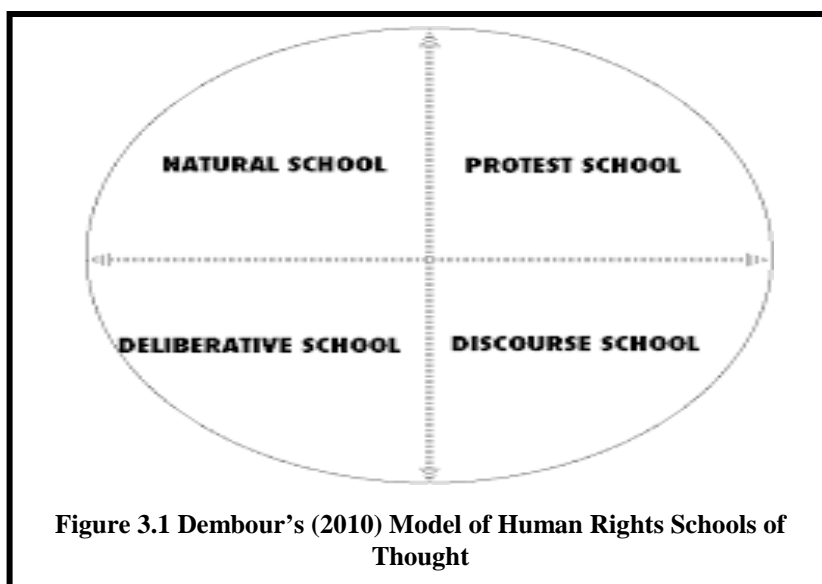 NATURAL SCHOOL
PROTEST SCHOOL
DELIBERATIVE SCHOOL
DISCOURSE SCHOOL
Figure 3.1 Dembour’s (2010) Model of Human Rights Schools of
Thought